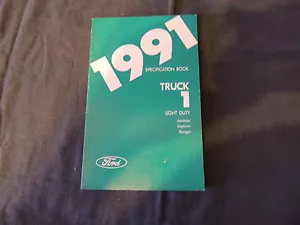 1991
SPECIFICATION BOOK
TRUCK
1
LIGHT DUTY
Aerostar
Explorer
Ranger
Ford